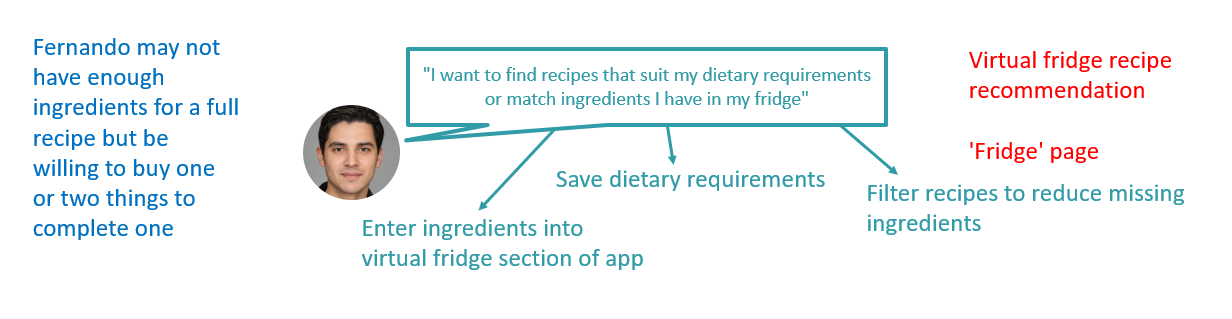 Fernando may not
have enough
ingredients for a full
recipe but be
willing to buy one
or two things to
complete one
"I want to find recipes that suit my dietary requirements
or match ingredients I have in my fridge"
Virtual fridge recipe
recommendation
'Fridge' page
Save dietary requirements
Filter recipes to reduce missing
ingredients
Enter ingredients into
virtual fridge section of app